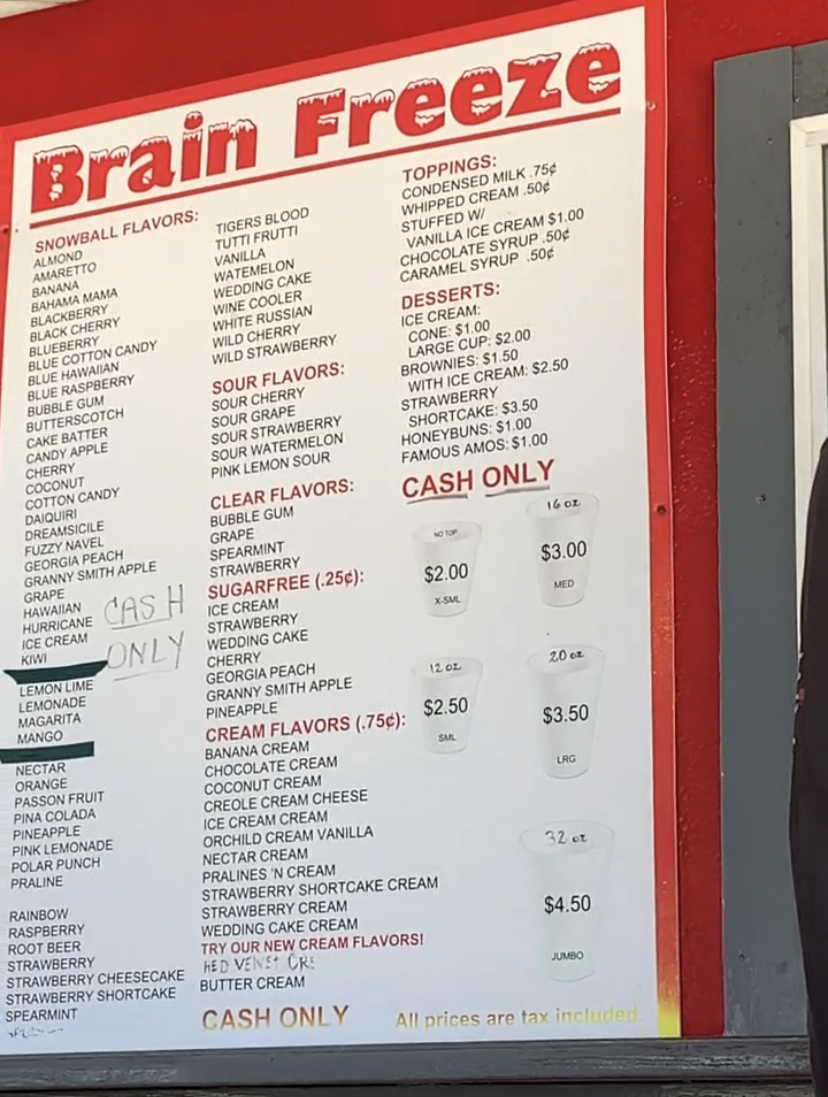 Brain Freeze
SNOWBALL FLAVORS:
ALMOND
AMARETTO
BANANA
BAHAMA MAMA
BLACKBERRY
BLACK CHERRY
BLUEBERRY
BLUE COTTON CANDY
BLUE HAWAIIAN
BLUE RASPBERRY
BUBBLE GUM
BUTTERSCOTCH
CAKE BATTER
CANDY APPLE
CHERRY
COCONUT
COTTON CANDY
DAIQUIRI
DREAMSICILE
FUZZY NAVEL
GEORGIA PEACH
GRANNY SMITH APPLE
GRAPE
HAWAIIAN
HURRICANE
ICE CREAM
KIWI
CASH
ONLY
LEMON LIME
LEMONADE
MAGARITA
MANGO
NECTAR
ORANGE
PASSON FRUIT
PINA COLADA
PINEAPPLE
PINK LEMONADE
POLAR PUNCH
PRALINE
RAINBOW
RASPBERRY
ROOT BEER
STRAWBERRY
STRAWBERRY CHEESECAKE
STRAWBERRY SHORTCAKE
SPEARMINT
TIGERS BLOOD
TUTTI FRUTTI
VANILLA
WATEMELON
WEDDING CAKE
WINE COOLER
WHITE RUSSIAN
WILD CHERRY
WILD STRAWBERRY
SOUR FLAVORS:
SOUR CHERRY
SOUR GRAPE
SOUR STRAWBERRY
SOUR WATERMELON
PINK LEMON SOUR
CLEAR FLAVORS:
BUBBLE GUM
GRAPE
SPEARMINT
STRAWBERRY
SUGARFREE (.25¢):
ICE CREAM
STRAWBERRY
WEDDING CAKE
CHERRY
GEORGIA PEACH
GRANNY SMITH APPLE
PINEAPPLE
CREAM FLAVORS (.75¢):
BANANA CREAM
CHOCOLATE CREAM
COCONUT CREAM
CREOLE CREAM CHEESE
ICE CREAM CREAM
ORCHILD CREAM VANILLA
NECTAR CREAM
PRALINES 'N CREAM
STRAWBERRY SHORTCAKE CREAM
STRAWBERRY CREAM
WEDDING CAKE CREAM
TRY OUR NEW CREAM FLAVORS!
BUTTER CREAM
CASH ONLY
TOPPINGS:
CONDENSED MILK .75¢
WHIPPED CREAM .50¢
STUFFED W/
VANILLA ICE CREAM $1.00
CHOCOLATE SYRUP .50¢
CARAMEL SYRUP .50¢
DESSERTS:
ICE CREAM:
CONE: $1.00
LARGE CUP: $2.00
BROWNIES: $1.50
WITH ICE CREAM: $2.50
STRAWBERRY
SHORTCAKE: $3.50
HONEYBUNS: $1.00
FAMOUS AMOS: $1.00
CASH ONLY
NO TOP
$2.00
X-SML
16 oz
$3.00
MED
12 oz
$2.50
SML
20 oz
$3.50
LRG
32 oz
$4.50
JUMBO
All prices are tax included.